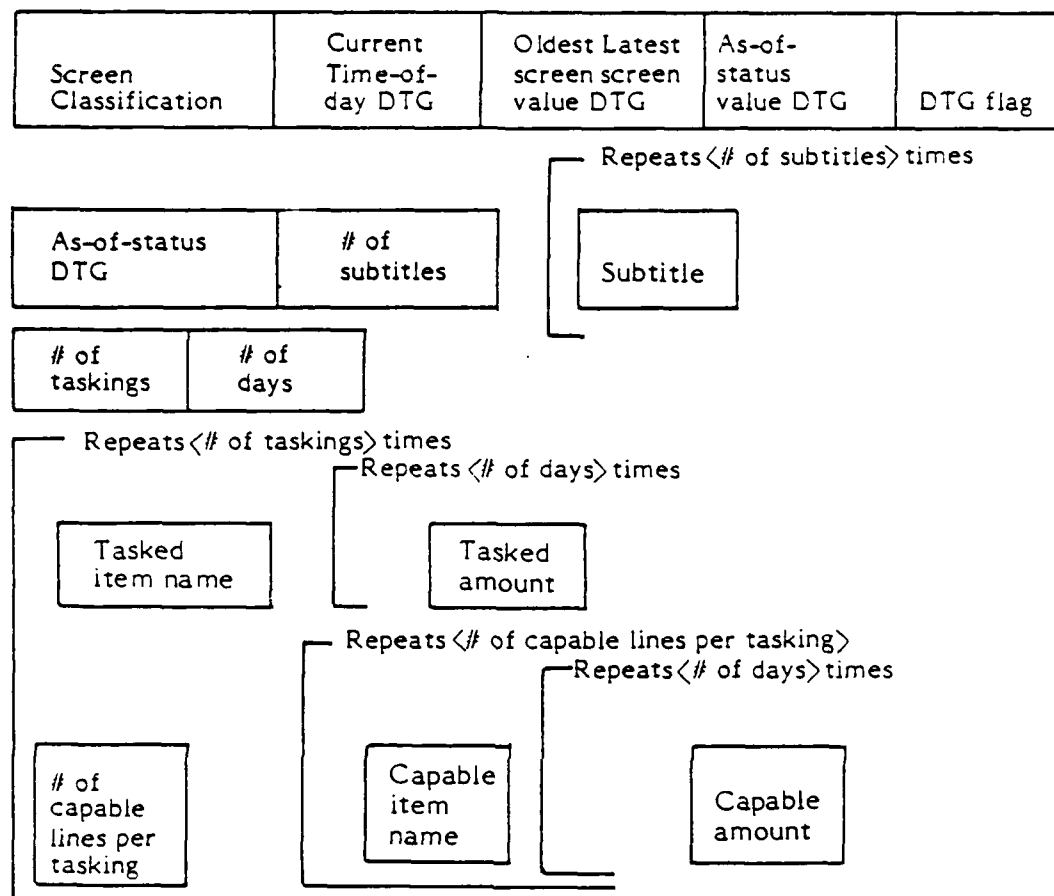 Screen
Classification
Current
Time-of-
day DTG
Oldest Latest
screen screen
value DTG
As-of-
status
value DTG
DTG flag
Repeats <# of subtitles> times
As-of-status
DTG
# of
subtitles
Subtitle
# of
taskings
# of
days
Repeats <# of taskings> times
Repeats <# of days> times
Tasked
item name
Tasked
amount
Repeats <# of capable lines per tasking>
Repeats <# of days> times
# of
capable
lines per
tasking
Capable
item
name
Capable
amount